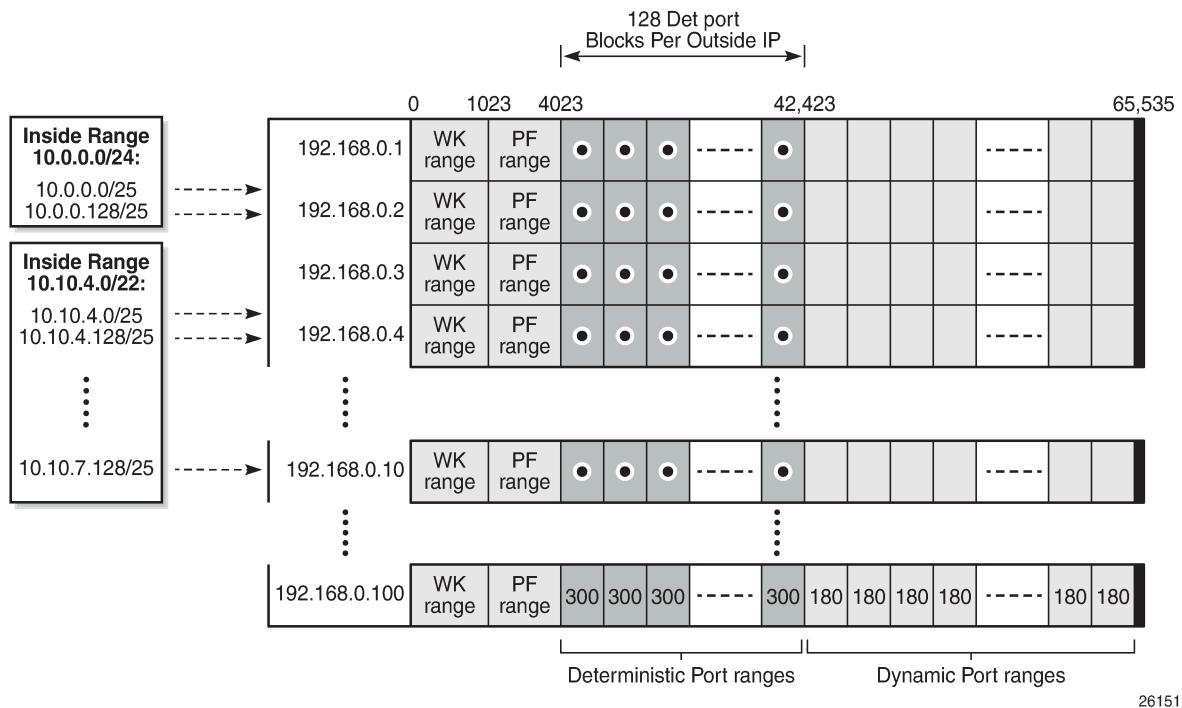 128 Det port
Blocks Per Outside IP
0 1023 4023 42,423 65,535
Inside Range
10.0.0.0/24:
10.0.0.0/25
10.0.0.128/25
Inside Range
10.10.4.0/22:
10.10.4.0/25
10.10.4.128/25
10.10.7.128/25
192.168.0.1 WK range PF range
192.168.0.2 WK range PF range
192.168.0.3 WK range PF range
192.168.0.4 WK range PF range
192.168.0.10 WK range PF range
192.168.0.100 WK range PF range 300 300 300 300 180 180 180 180 180 180
Deterministic Port ranges Dynamic Port ranges
26151